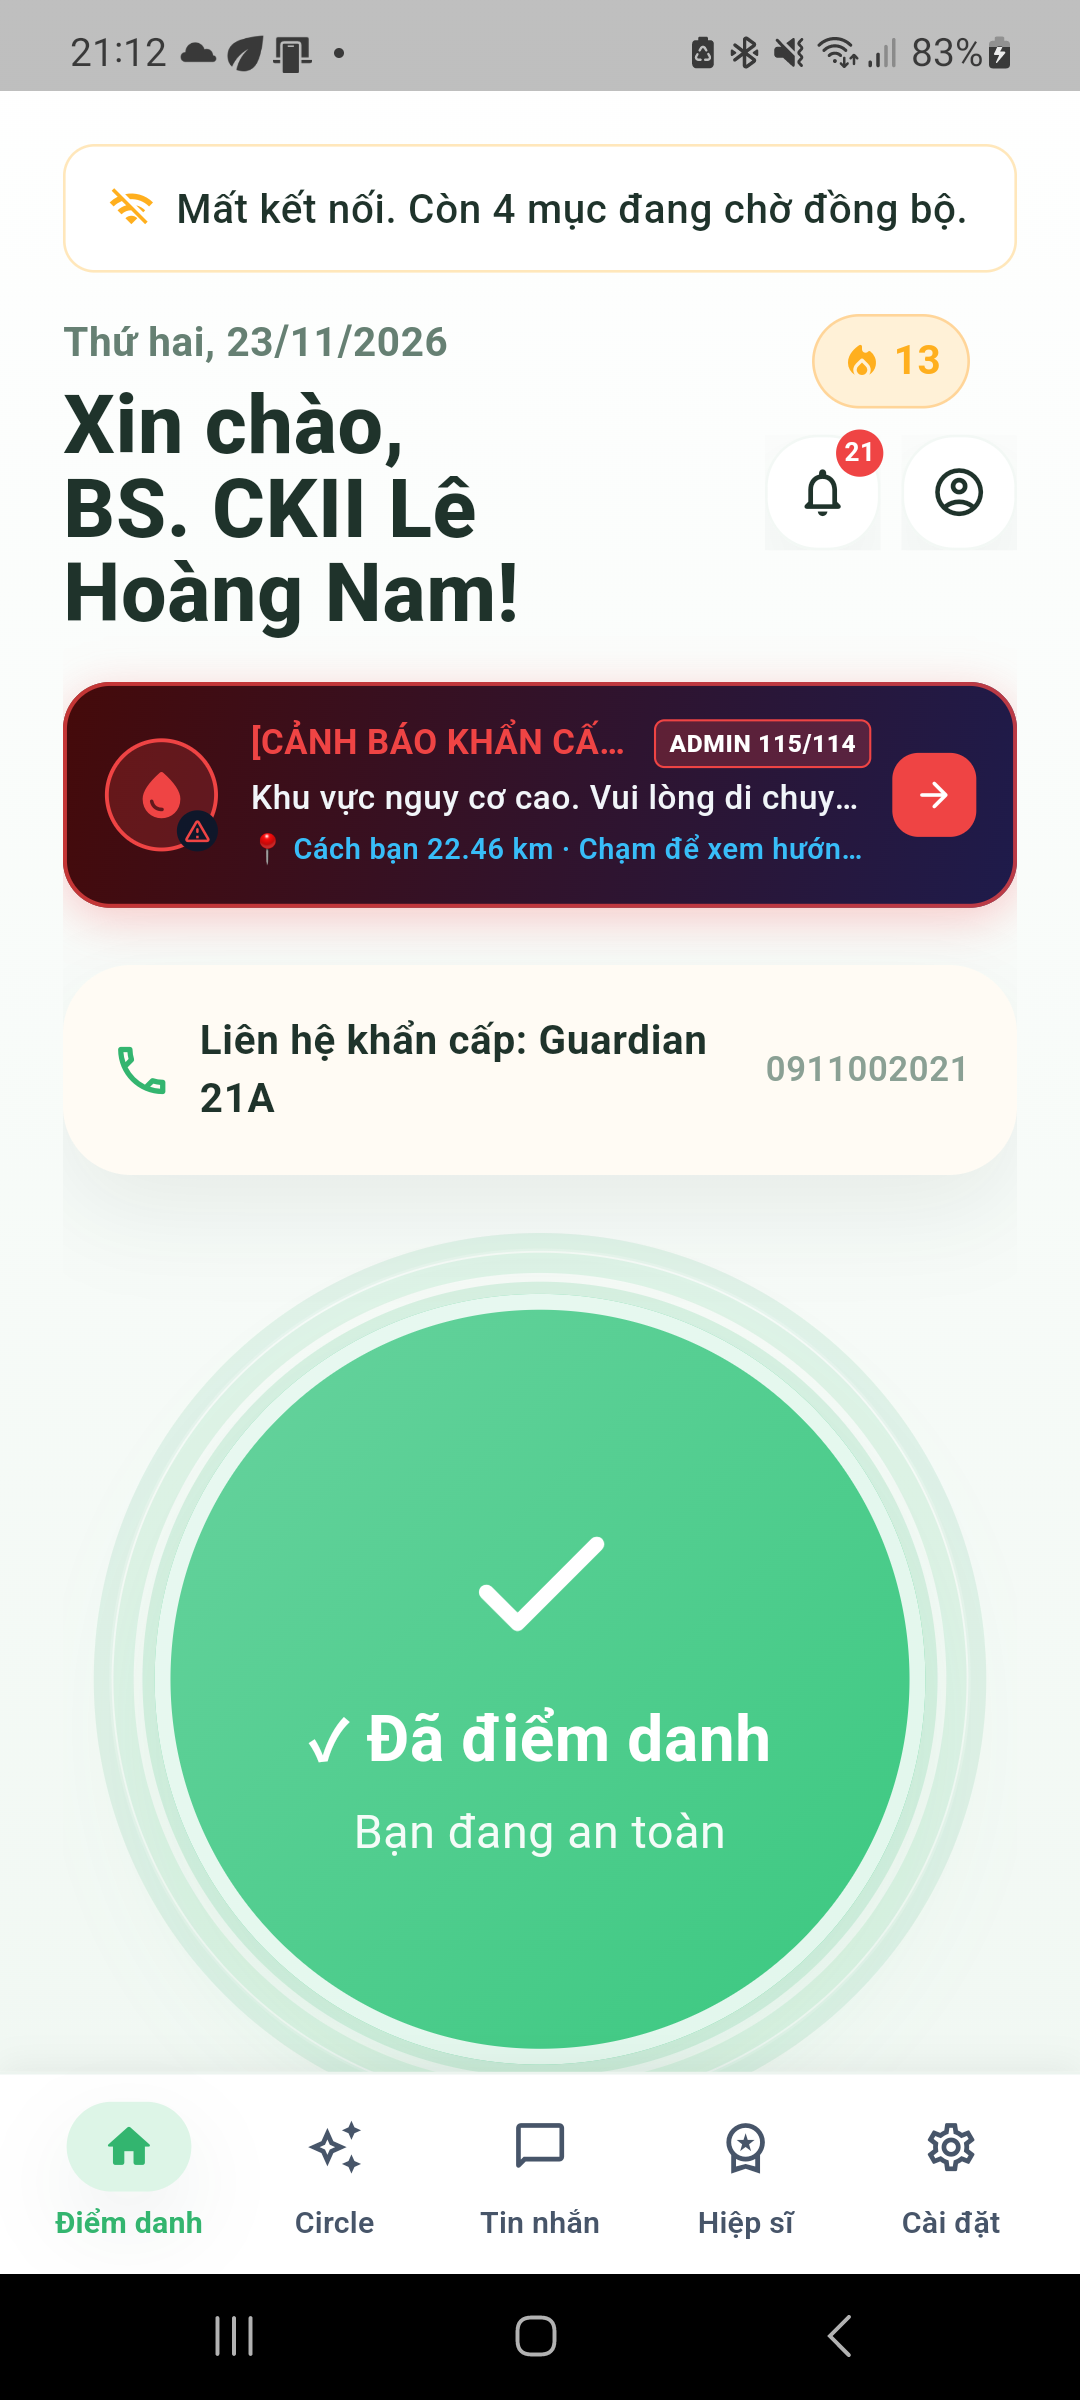 21:12
83%
Mất kết nối. Còn 4 mục đang chờ đồng bộ.
Thứ hai, 23/11/2026
13
Xin chào,
BS. CKII Lê
Hoàng Nam!
21
[CẢNH BÁO KHẨN CẤ...
ADMIN 115/114
Khu vực nguy cơ cao. Vui lòng di chuy...
📍 Cách bạn 22.46 km · Chạm để xem hướn...
Liên hệ khẩn cấp: Guardian
21A
0911002021
✓ Đã điểm danh
Bạn đang an toàn
Điểm danh
Circle
Tin nhắn
Hiệp sĩ
Cài đặt